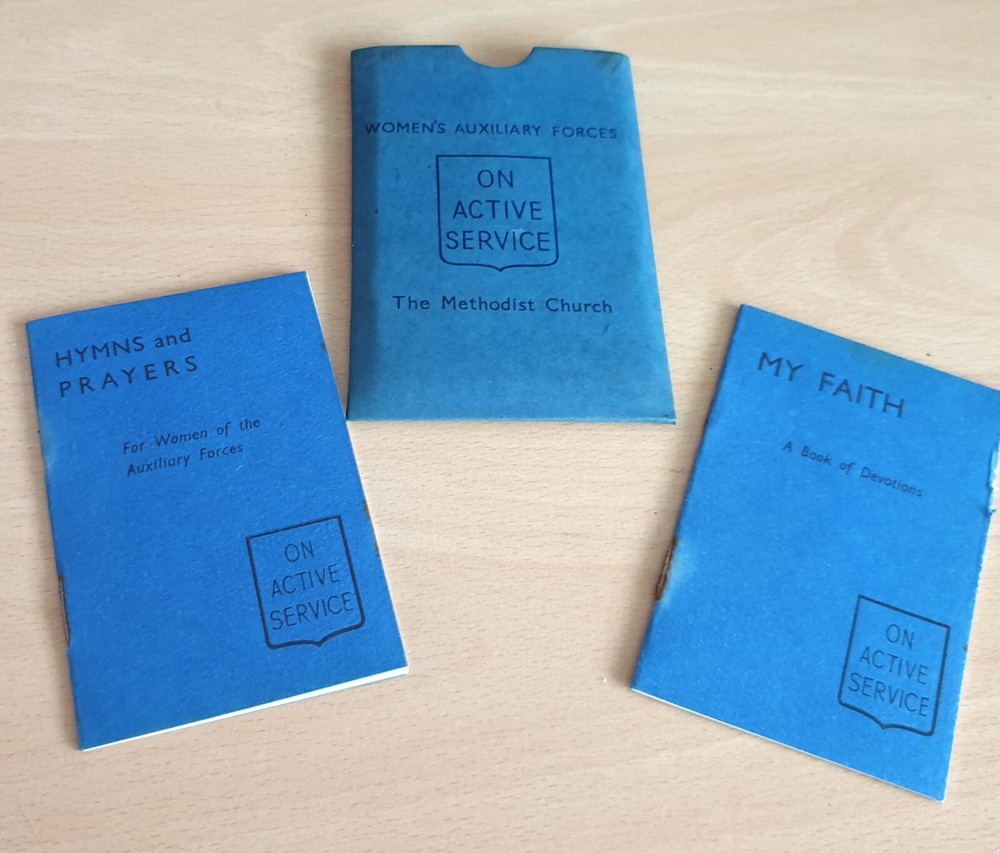 WOMEN'S AUXILIARY FORCES
ON
ACTIVE
SERVICE
The Methodist Church
HYMNS and
PRAYERS
For Women of the
Auxiliary Forces
ON
ACTIVE
SERVICE
MY FAITH
A Book of Devotions
ON
ACTIVE
SERVICE